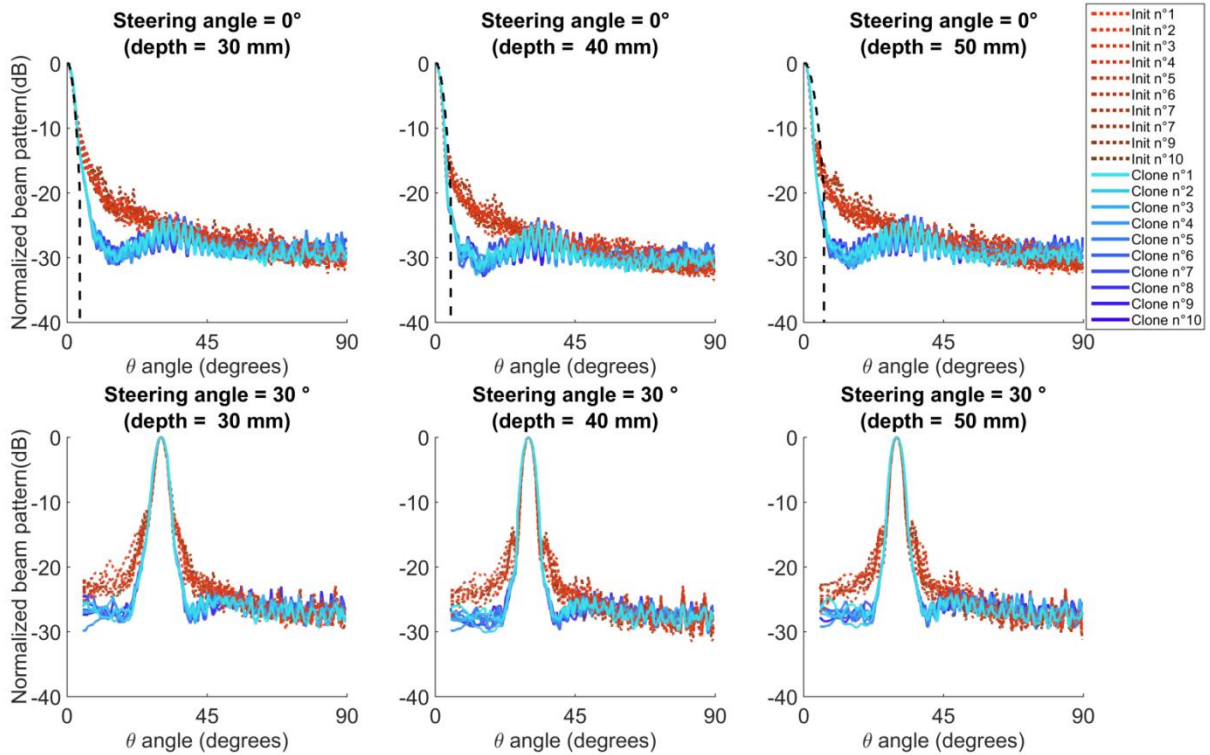 Steering angle = 0°
(depth =  30 mm)
Normalized beam pattern(dB)
0
-10
-20
-30
-40
0
45
90
θ angle (degrees)
Steering angle = 0°
(depth =  40 mm)
0
-10
-20
-30
-40
0
45
90
θ angle (degrees)
Steering angle = 0°
(depth =  50 mm)
0
-10
-20
-30
-40
0
45
90
θ angle (degrees)
Init n°1
Init n°2
Init n°3
Init n°4
Init n°5
Init n°6
Init n°7
Init n°7
Init n°9
Init n°10
Clone n°1
Clone n°2
Clone n°3
Clone n°4
Clone n°5
Clone n°6
Clone n°7
Clone n°8
Clone n°9
Clone n°10
Steering angle = 30 °
(depth =  30 mm)
Normalized beam pattern(dB)
0
-10
-20
-30
-40
0
45
90
θ angle (degrees)
Steering angle = 30 °
(depth =  40 mm)
0
-10
-20
-30
-40
0
45
90
θ angle (degrees)
Steering angle = 30 °
(depth =  50 mm)
0
-10
-20
-30
-40
0
45
90
θ angle (degrees)